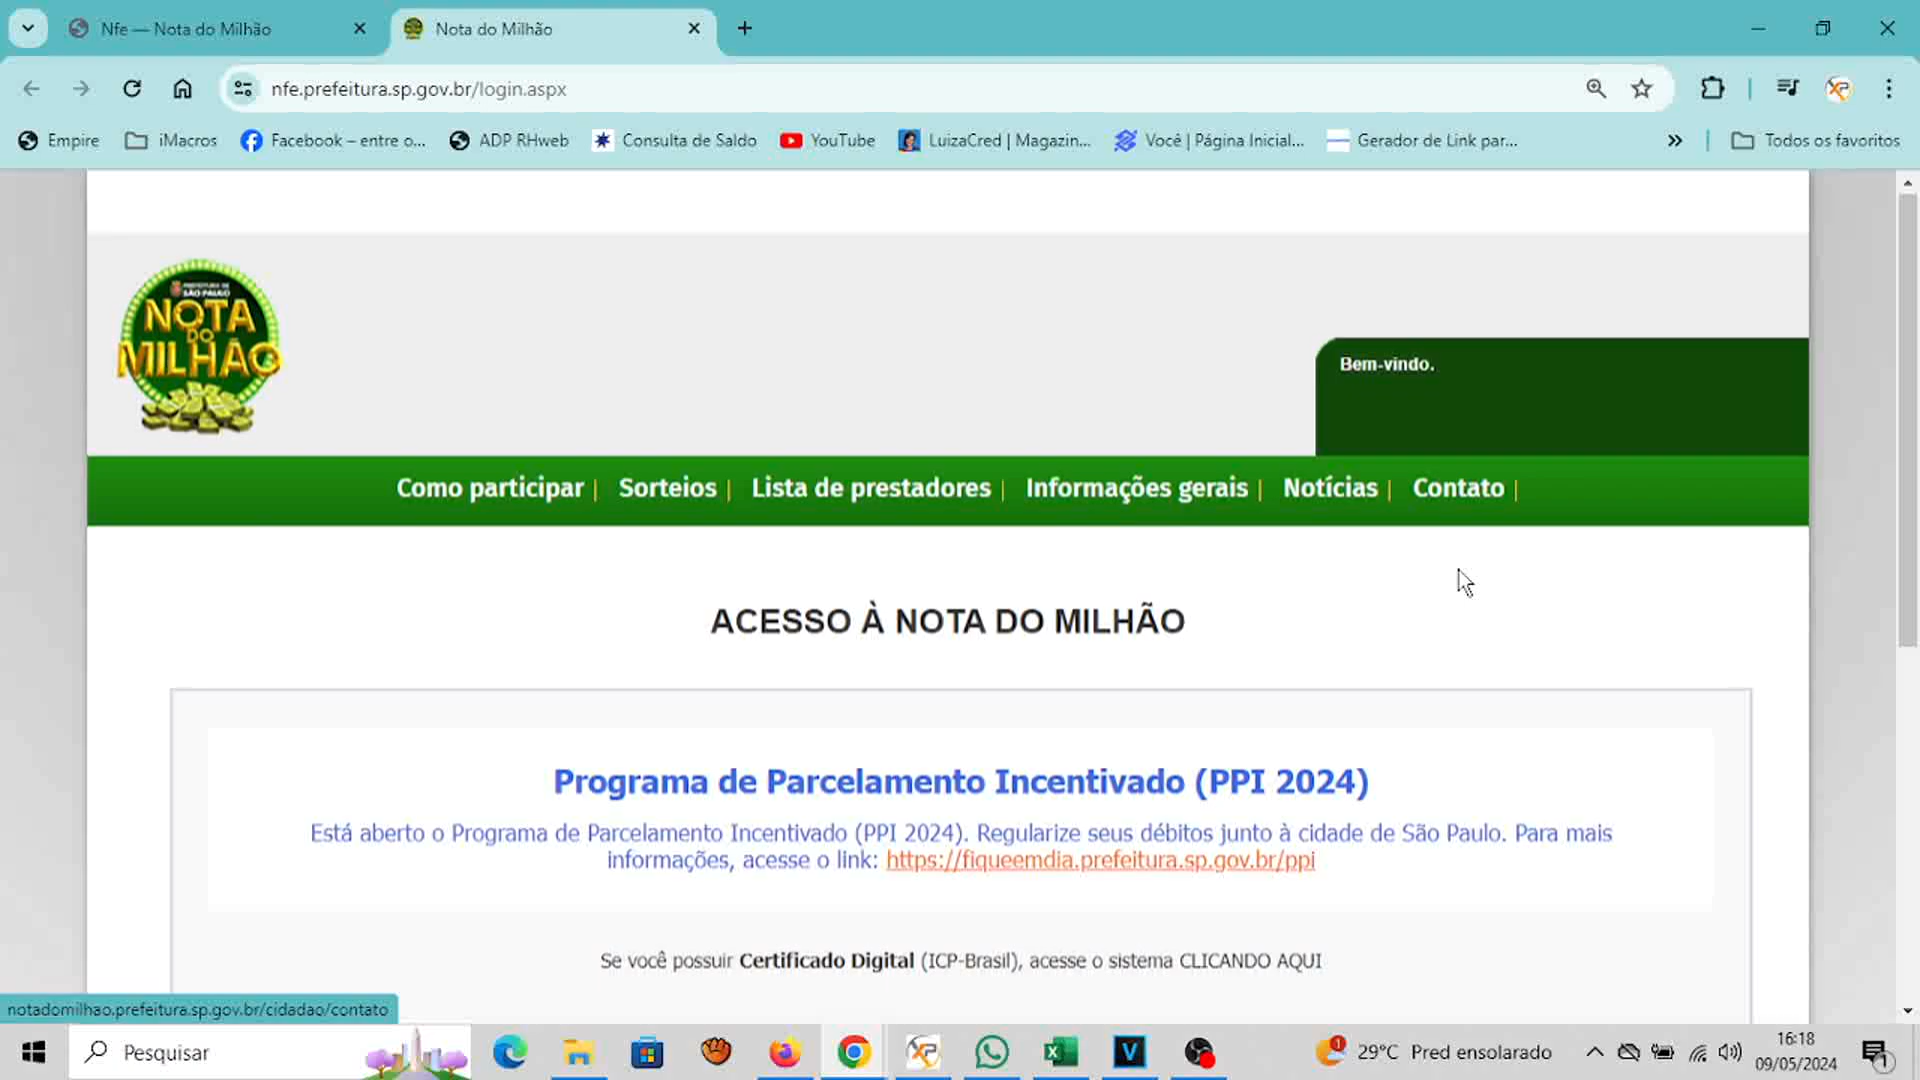 Nfe — Nota do Milhão
Nota do Milhão
nfe.prefeitura.sp.gov.br/login.aspx
Empire
iMacros
Facebook – entre o...
ADP RHweb
Consulta de Saldo
YouTube
LuizaCred | Magazin...
Você | Página Inicial...
Gerador de Link par...
Todos os favoritos
PREFEITURA DE
SÃO PAULO
NOTA
DO
MILHÃO
Bem-vindo.
Como participar | Sorteios | Lista de prestadores | Informações gerais | Notícias | Contato |
ACESSO À NOTA DO MILHÃO
Programa de Parcelamento Incentivado (PPI 2024)
Está aberto o Programa de Parcelamento Incentivado (PPI 2024). Regularize seus débitos junto à cidade de São Paulo. Para mais
informações, acesse o link: https://fiqueemdia.prefeitura.sp.gov.br/ppi
Se você possuir Certificado Digital (ICP-Brasil), acesse o sistema CLICANDO AQUI
notadomilhao.prefeitura.sp.gov.br/cidadao/contato
Pesquisar
1
29°C Pred ensolarado
16:18
09/05/2024
1